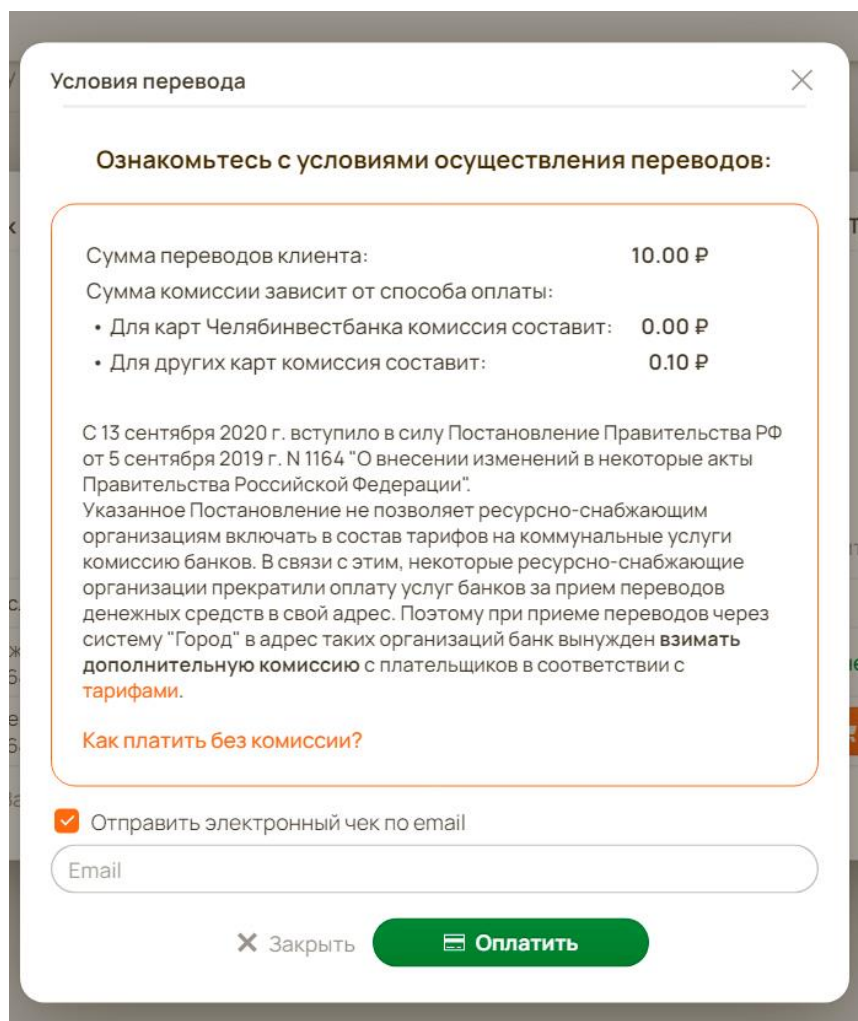 Условия перевода
Ознакомьтесь с условиями осуществления переводов:
Сумма переводов клиента: 10.00 ₽
Сумма комиссии зависит от способа оплаты:
• Для карт Челябинвестбанка комиссия составит: 0.00 ₽
• Для других карт комиссия составит: 0.10 ₽
С 13 сентября 2020 г. вступило в силу Постановление Правительства РФ
от 5 сентября 2019 г. N 1164 "О внесении изменений в некоторые акты
Правительства Российской Федерации".
Указанное Постановление не позволяет ресурсно-снабжающим
организациям включать в состав тарифов на коммунальные услуги
комиссию банков. В связи с этим, некоторые ресурсно-снабжающие
организации прекратили оплату услуг банков за прием переводов
денежных средств в свой адрес. Поэтому при приеме переводов через
систему "Город" в адрес таких организаций банк вынужден взимать
дополнительную комиссию с плательщиков в соответствии с
тарифами.
Как платить без комиссии?
Отправить электронный чек по email
Email
Закрыть
Оплатить